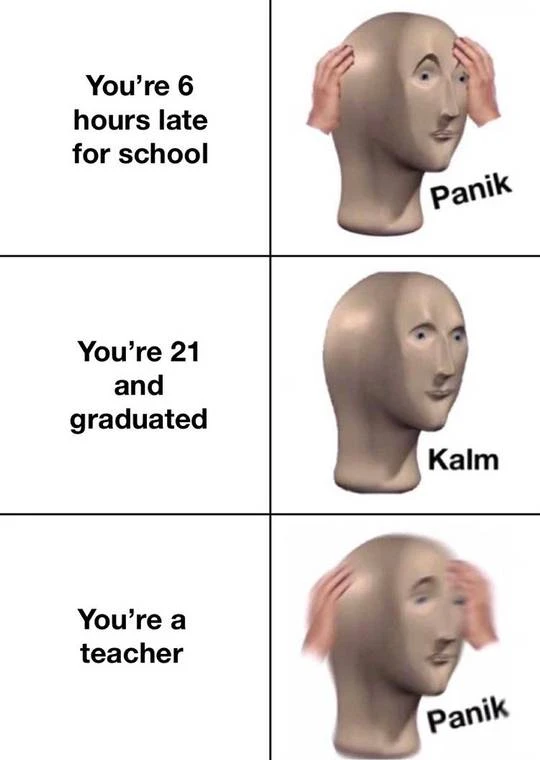 You're 6
hours late
for school
Panik
You're 21
and
graduated
Kalm
You're a
teacher
Panik